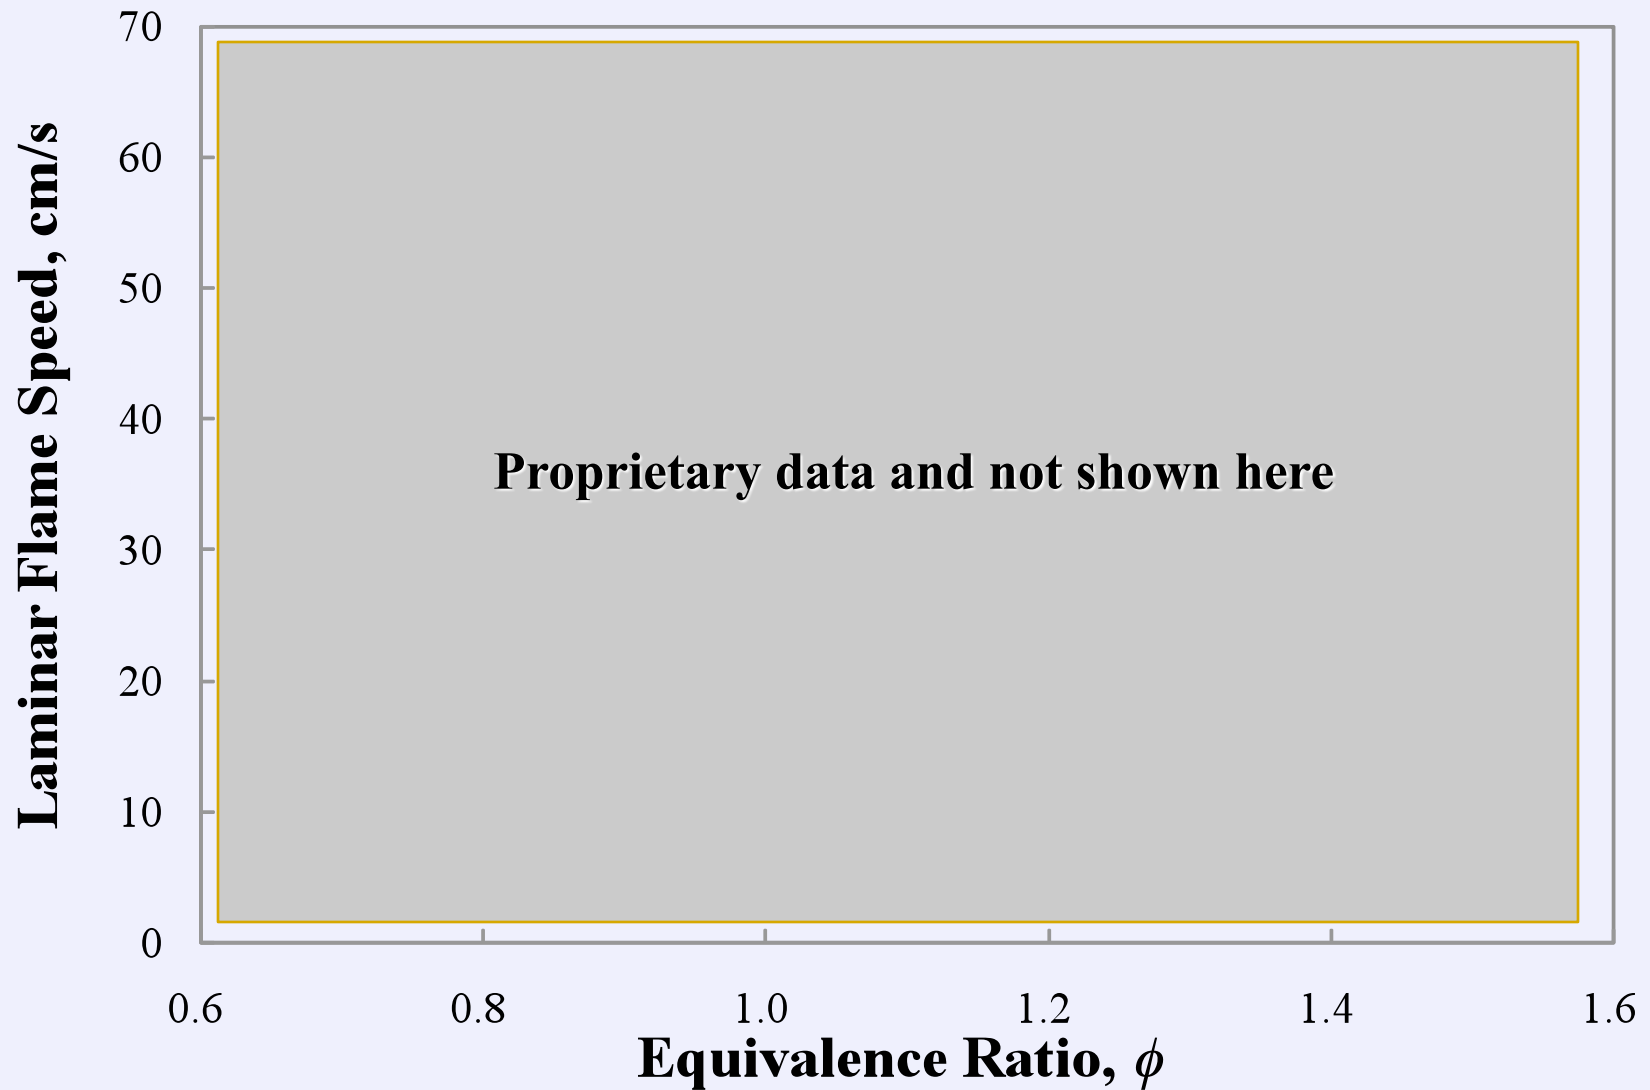 70
60
50
40
30
20
10
0
Laminar Flame Speed, cm/s
Proprietary data and not shown here
0.6 0.8 1.0 1.2 1.4 1.6
Equivalence Ratio, ϕ